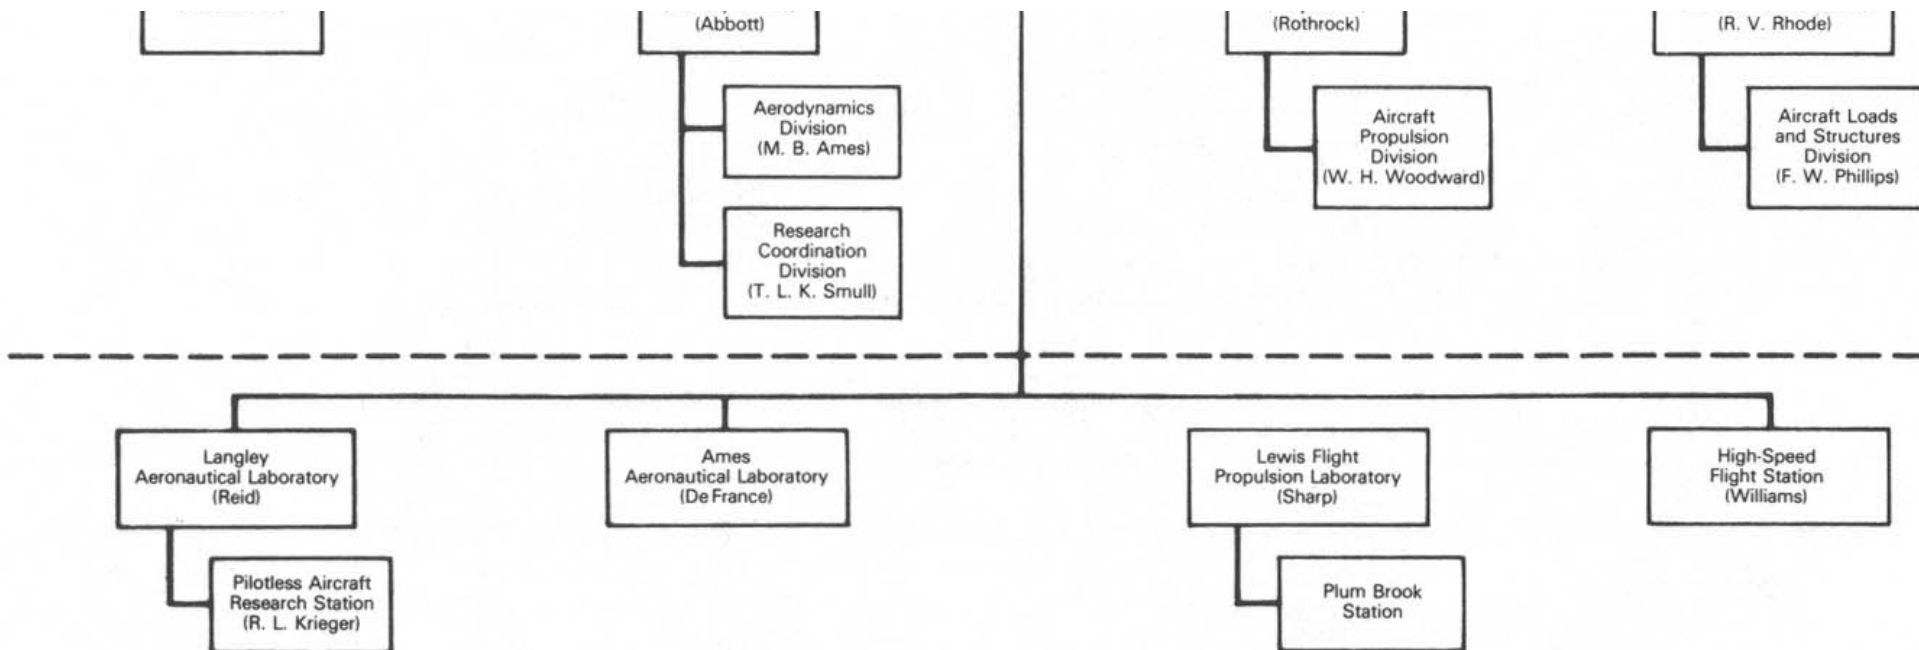 (Abbott)
(Rothrock)
(R. V. Rhode)
Aerodynamics
Division
(M. B. Ames)
Aircraft
Propulsion
Division
(W. H. Woodward)
Aircraft Loads
and Structures
Division
(F. W. Phillips)
Research
Coordination
Division
(T. L. K. Smull)
Langley
Aeronautical Laboratory
(Reid)
Ames
Aeronautical Laboratory
(De France)
Lewis Flight
Propulsion Laboratory
(Sharp)
High-Speed
Flight Station
(Williams)
Pilotless Aircraft
Research Station
(R. L. Krieger)
Plum Brook
Station